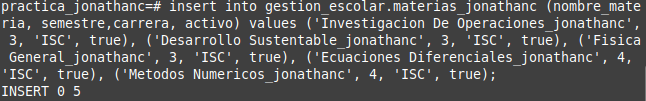 practica_jonathanc=# insert into gestion_escolar.materias_jonathanc (nombre_mate
ria, semestre,carrera, activo) values ('Investigacion De Operaciones_jonathanc',
 3, 'ISC', true), ('Desarrollo Sustentable_jonathanc', 3, 'ISC', true), ('Fisica
 General_jonathanc', 3, 'ISC', true), ('Ecuaciones Diferenciales_jonathanc', 4,
'ISC', true), ('Metodos Numericos_jonathanc', 4, 'ISC', true);
INSERT 0 5